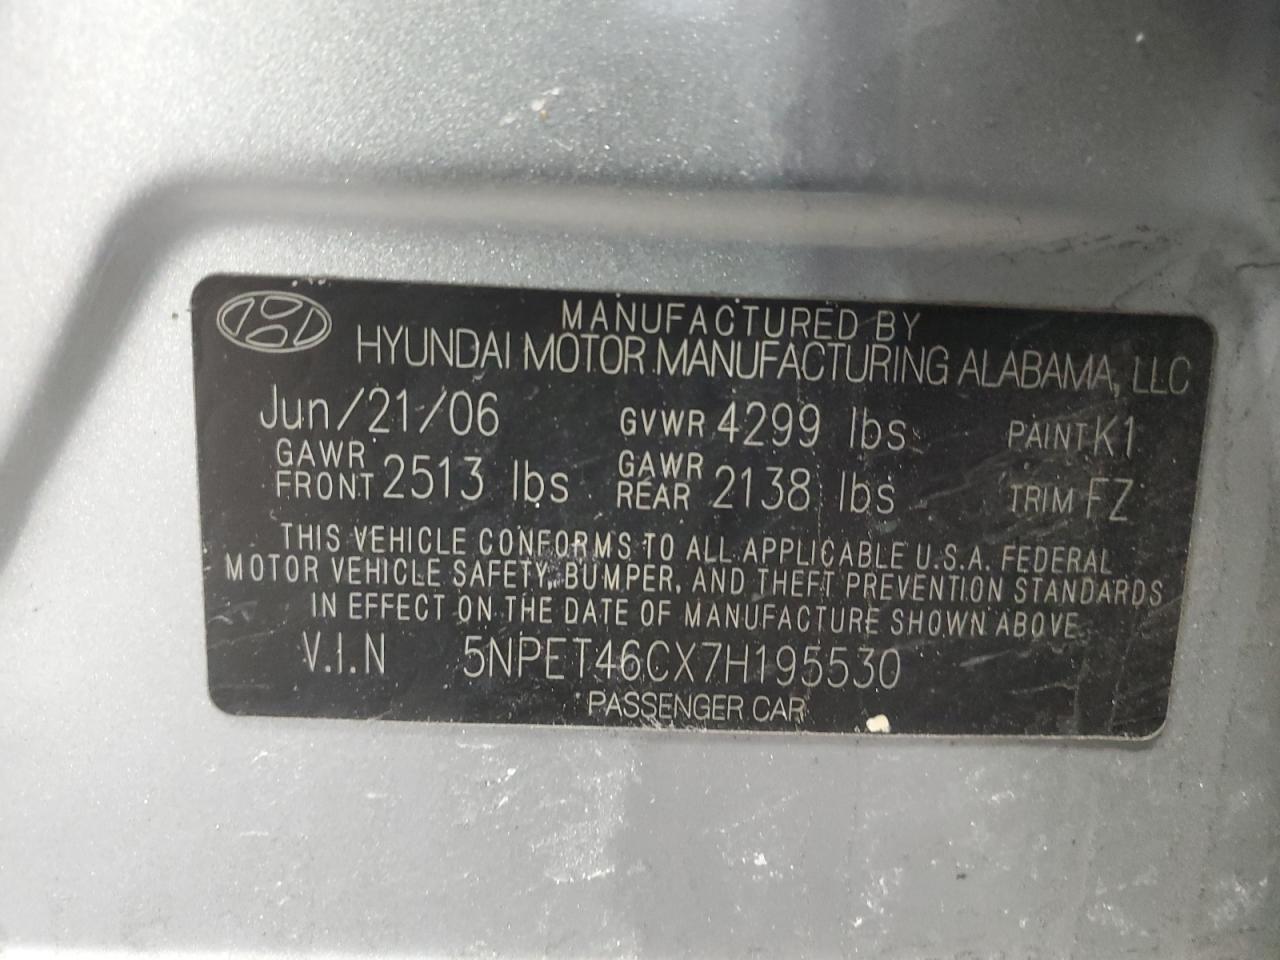 MANUFACTURED BY
HYUNDAI MOTOR MANUFACTURING ALABAMA, LLC
Jun/21/06 GVWR 4299 lbs PAINT K1
GAWR FRONT 2513 lbs GAWR REAR 2138 lbs TRIM FZ
THIS VEHICLE CONFORMS TO ALL APPLICABLE U.S.A. FEDERAL
MOTOR VEHICLE SAFETY, BUMPER, AND THEFT PREVENTION STANDARDS
IN EFFECT ON THE DATE OF MANUFACTURE SHOWN ABOVE.
V.I.N 5NPET46CX7H195530
PASSENGER CAR